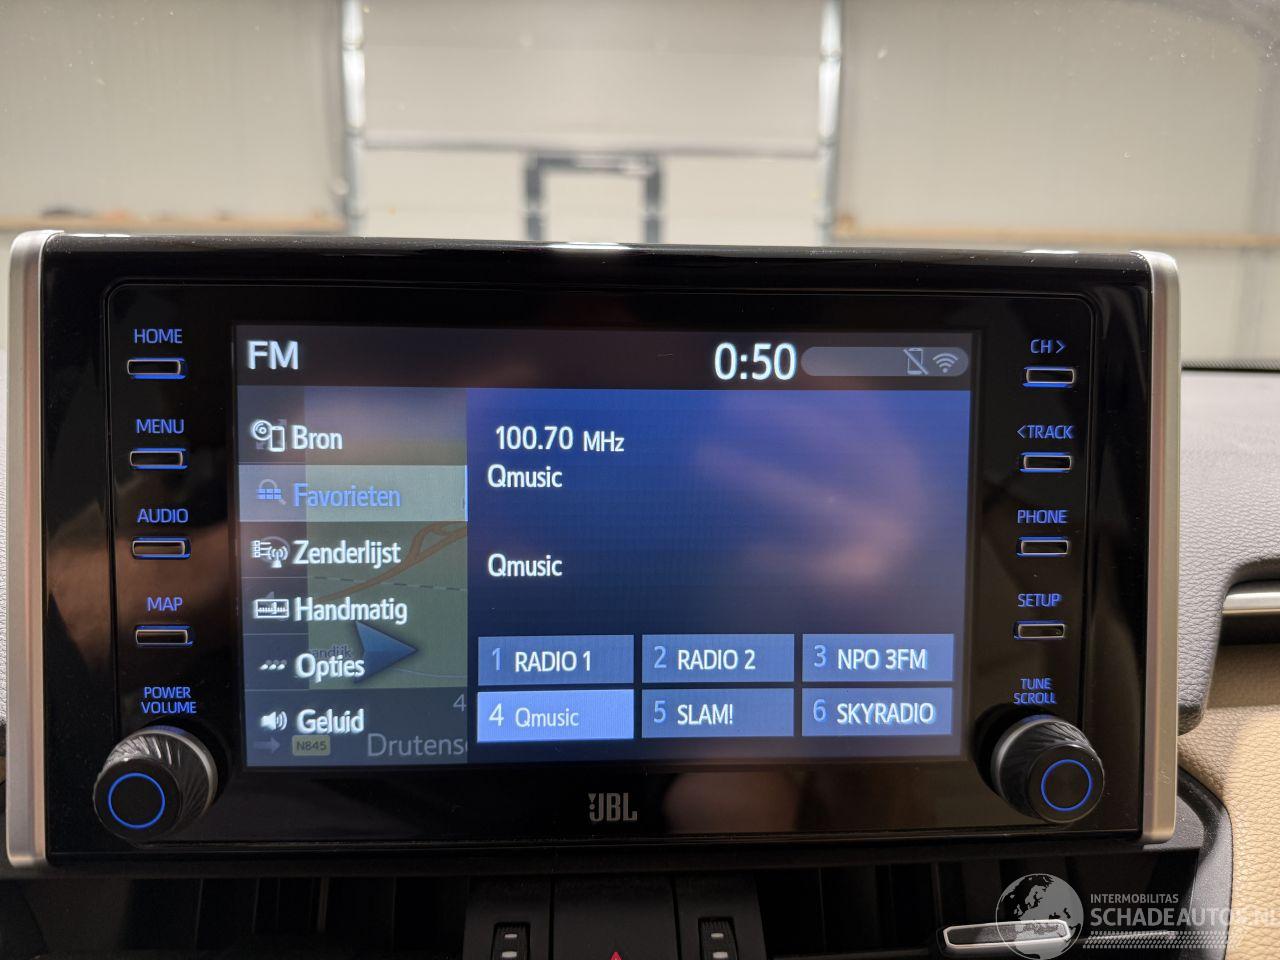 HOME
MENU
AUDIO
MAP
POWER
VOLUME
FM
0:50
Bron
Favorieten
Zenderlijst
Handmatig
Opties
Geluid
N845
4
100.70 MHz
Qmusic
Qmusic
1 RADIO 1
2 RADIO 2
3 NPO 3FM
4 Qmusic
5 SLAM!
6 SKYRADIO
CH>
<TRACK
PHONE
SETUP
TUNE
SCROLL
JBL
INTERMOBILITAS
SCHADEAUTOS.NL